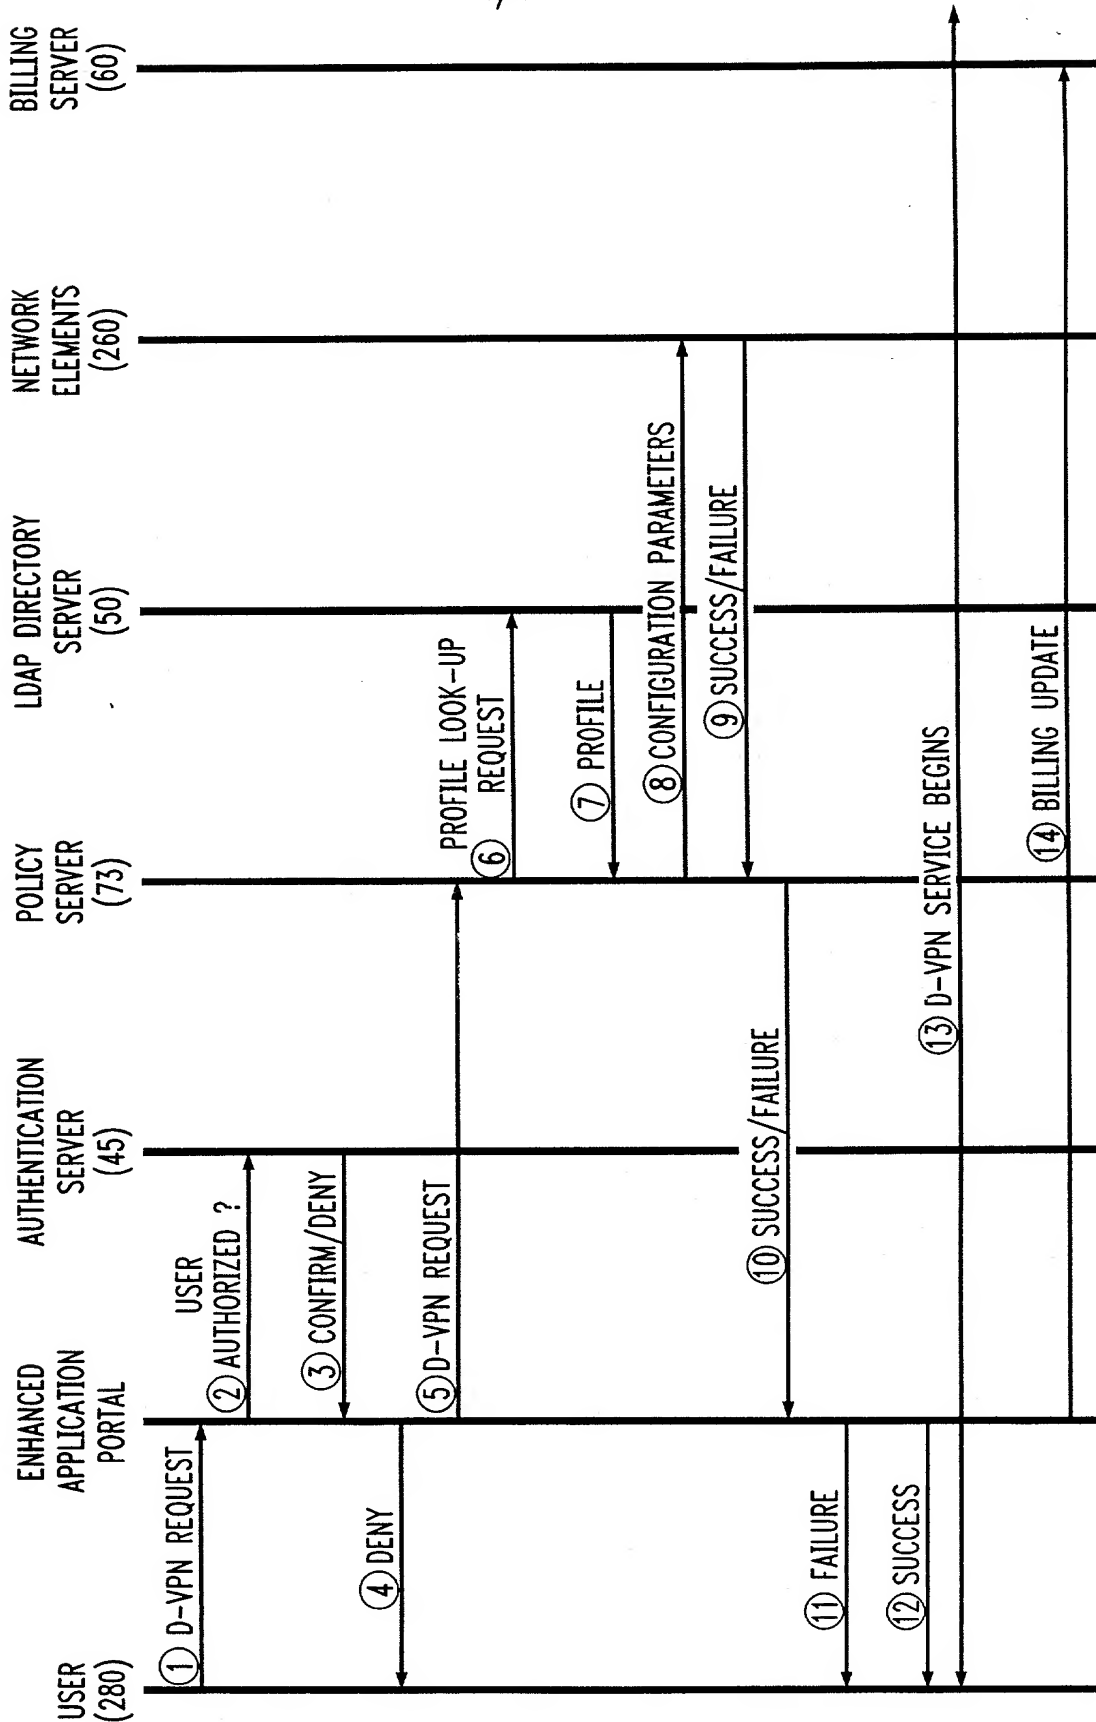 USER
(280)
ENHANCED
APPLICATION
PORTAL
AUTHENTICATION
SERVER
(45)
POLICY
SERVER
(73)
LDAP DIRECTORY
SERVER
(50)
NETWORK
ELEMENTS
(260)
BILLING
SERVER
(60)
1 D-VPN REQUEST
USER
2 AUTHORIZED ?
3 CONFIRM/DENY
4 DENY
5 D-VPN REQUEST
PROFILE LOOK-UP
6 REQUEST
7 PROFILE
8 CONFIGURATION PARAMETERS
9 SUCCESS/FAILURE
10 SUCCESS/FAILURE
11 FAILURE
12 SUCCESS
13 D-VPN SERVICE BEGINS
14 BILLING UPDATE